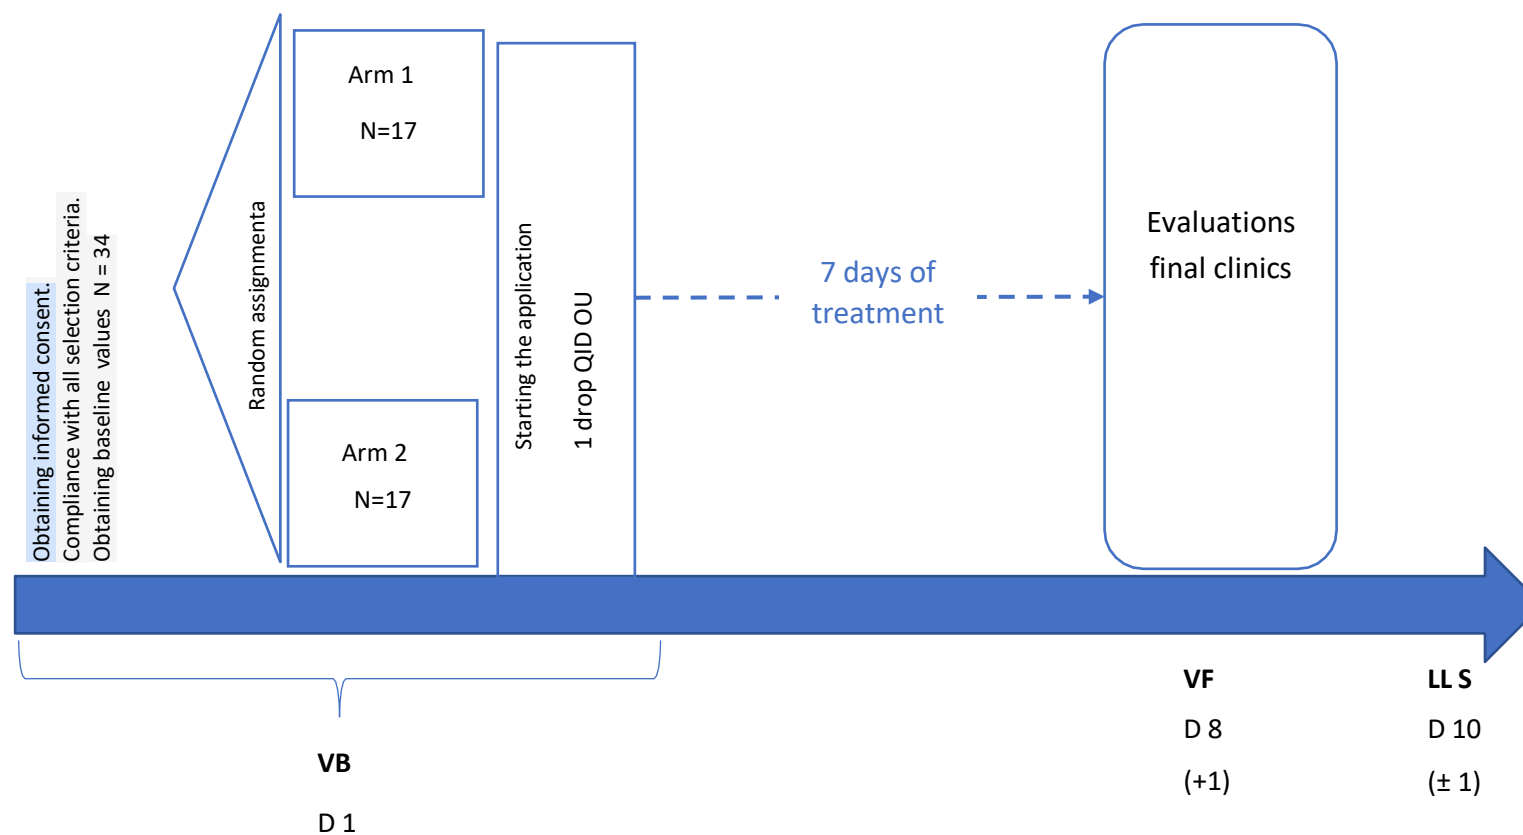 Obtaining informed consent.
Compliance with all selection criteria.
Obtaining baseline values N = 34
Random assignmenta
Arm 1
N=17
Arm 2
N=17
Starting the application
1 drop QID OU
7 days of
treatment
Evaluations
final clinics
VB
D 1
VF
D 8
(+1)
LL S
D 10
(± 1)